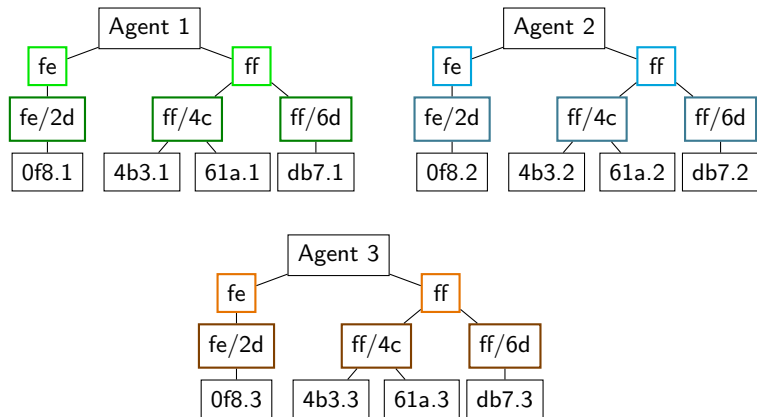 Agent 1
fe ff
fe/2d ff/4c ff/6d
0f8.1 4b3.1 61a.1 db7.1
Agent 2
fe ff
fe/2d ff/4c ff/6d
0f8.2 4b3.2 61a.2 db7.2
Agent 3
fe ff
fe/2d ff/4c ff/6d
0f8.3 4b3.3 61a.3 db7.3